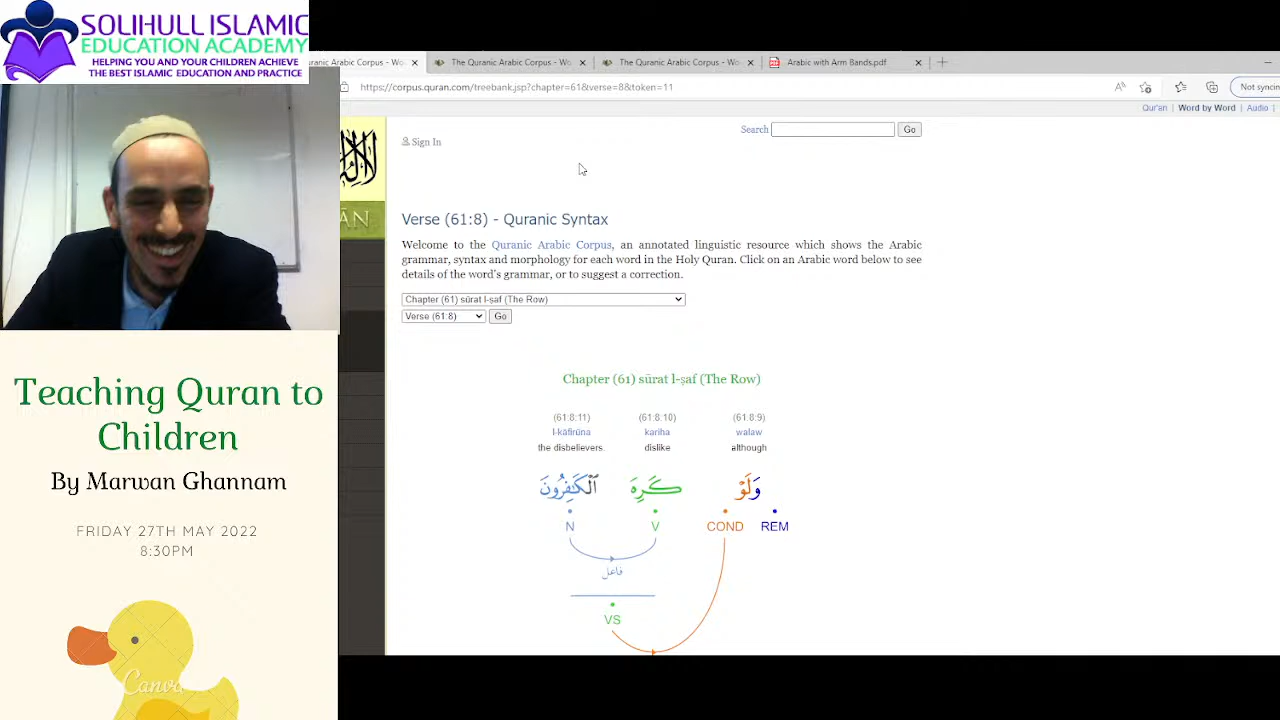 SOLIHULL ISLAMIC
EDUCATION ACADEMY
HELPING YOU AND YOUR CHILDREN ACHIEVE
THE BEST ISLAMIC EDUCATION AND PRACTICE
Teaching Quran to
Children
By Marwan Ghannam
FRIDAY 27TH MAY 2022
8:30PM
Canva
uranic Arabic Corpus - Wo
The Quranic Arabic Corpus - Wo
The Quranic Arabic Corpus - Wo
Arabic with Arm Bands.pdf
https://corpus.quran.com/treebank.jsp?chapter=61&verse=8&token=11
Not syncin
Qur'an | Word by Word | Audio |
Sign In
Search
Go
Verse (61:8) - Quranic Syntax
Welcome to the Quranic Arabic Corpus, an annotated linguistic resource which shows the Arabic
grammar, syntax and morphology for each word in the Holy Quran. Click on an Arabic word below to see
details of the word's grammar, or to suggest a correction.
Chapter (61) sūrat l-ṣaf (The Row)
Verse (61:8)
Go
Chapter (61) sūrat l-ṣaf (The Row)
(61:8:11) (61:8:10) (61:8:9)
l-kāfirūna kariha walaw
the disbelievers. dislike although
وَلَوْ كَرِهَ ٱلْكَـٰفِرُونَ
N V COND REM
فاعل
VS